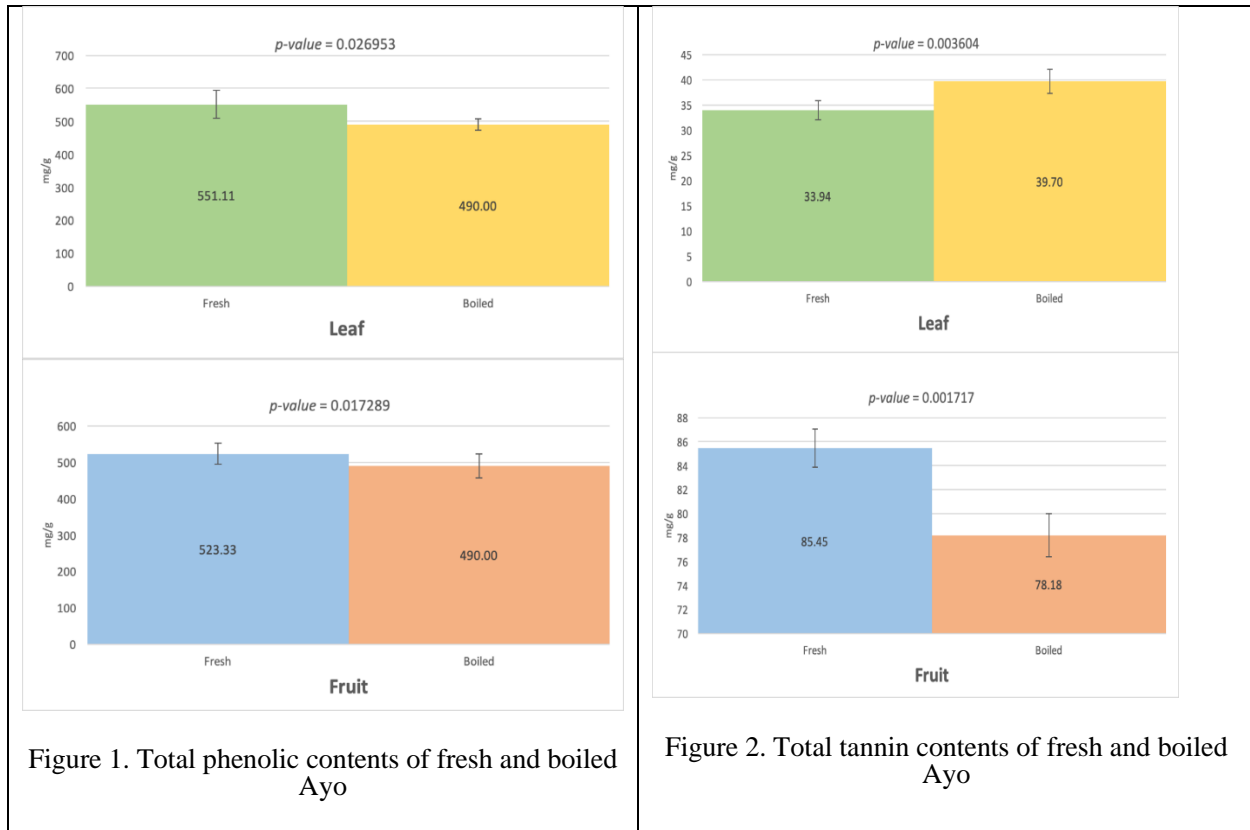 p-value = 0.026953
700
600
500
400
300
200
100
0
mg/g
551.11
490.00
Fresh
Boiled
Leaf
p-value = 0.017289
600
500
400
300
200
100
0
mg/g
523.33
490.00
Fresh
Boiled
Fruit
Figure 1. Total phenolic contents of fresh and boiled
Ayo
p-value = 0.003604
45
40
35
30
25
20
15
10
5
0
mg/g
33.94
39.70
Fresh
Boiled
Leaf
p-value = 0.001717
88
86
84
82
80
78
76
74
72
70
mg/g
85.45
78.18
Fresh
Boiled
Fruit
Figure 2. Total tannin contents of fresh and boiled
Ayo